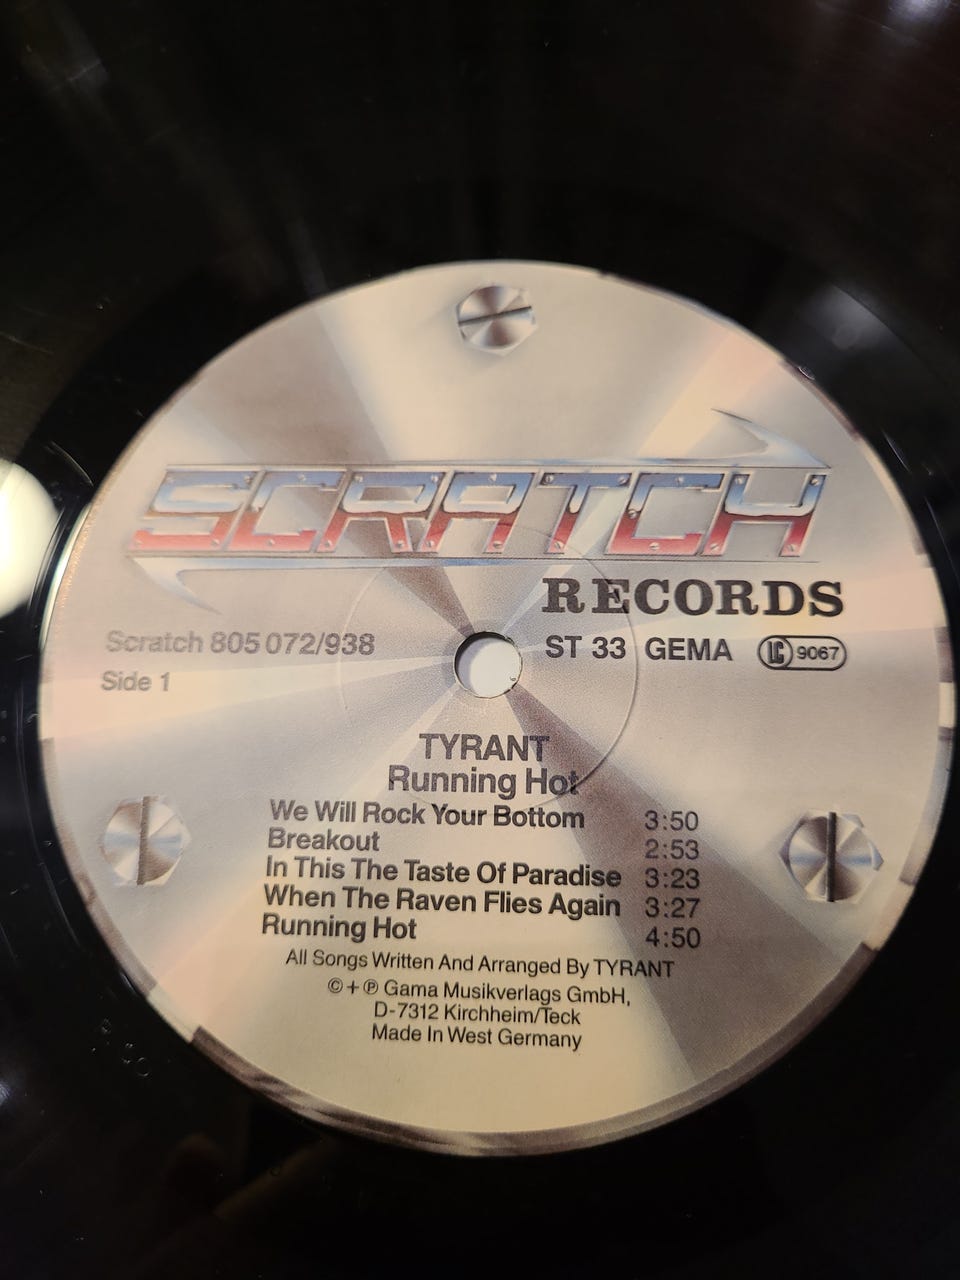 SCRATCH
RECORDS
Scratch 805 072/938
ST 33 GEMA LC 9067
Side 1
TYRANT
Running Hot
We Will Rock Your Bottom 3:50
Breakout 2:53
In This The Taste Of Paradise 3:23
When The Raven Flies Again 3:27
Running Hot 4:50
All Songs Written And Arranged By TYRANT
© + ℗ Gama Musikverlags GmbH,
D-7312 Kirchheim/Teck
Made In West Germany